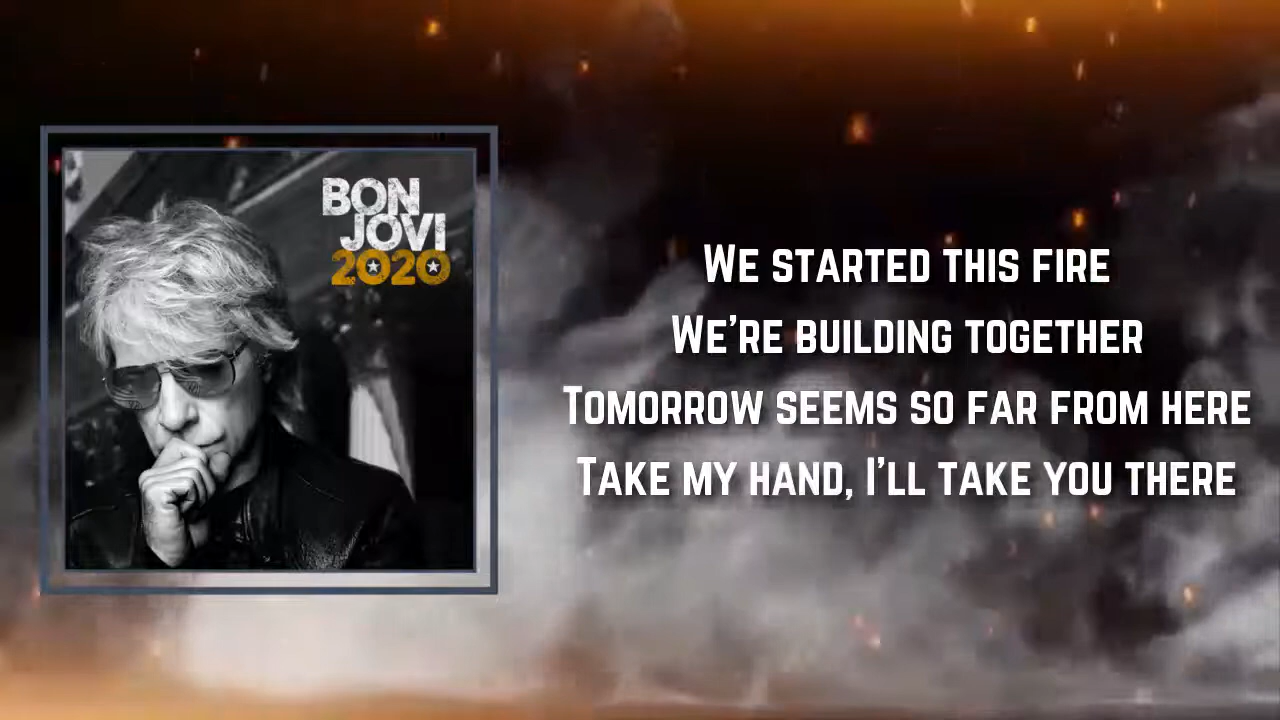 BON
JOVI
2020
We started this fire
We're building together
Tomorrow seems so far from here
Take my hand, I'll take you there